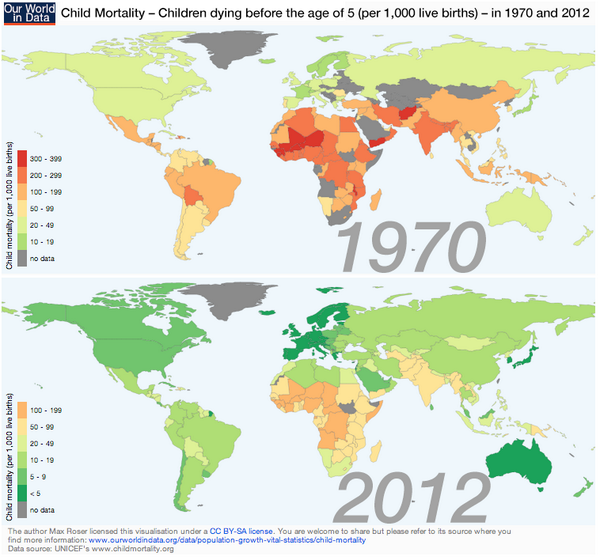 Our World
in Data
Child Mortality – Children dying before the age of 5 (per 1,000 live births) – in 1970 and 2012
Child mortality (per 1,000 live births)
300 - 399
200 - 299
100 - 199
50 - 99
20 - 49
10 - 19
no data
1970
Child mortality (per 1,000 live births)
100 - 199
50 - 99
20 - 49
10 - 19
5 - 9
< 5
no data
2012
The author Max Roser licensed this visualisation under a CC BY-SA license. You are welcome to share but please refer to its source where you
find more information: www.ourworldindata.org/data/population-growth-vital-statistics/child-mortality
Data source: UNICEF's www.childmortality.org